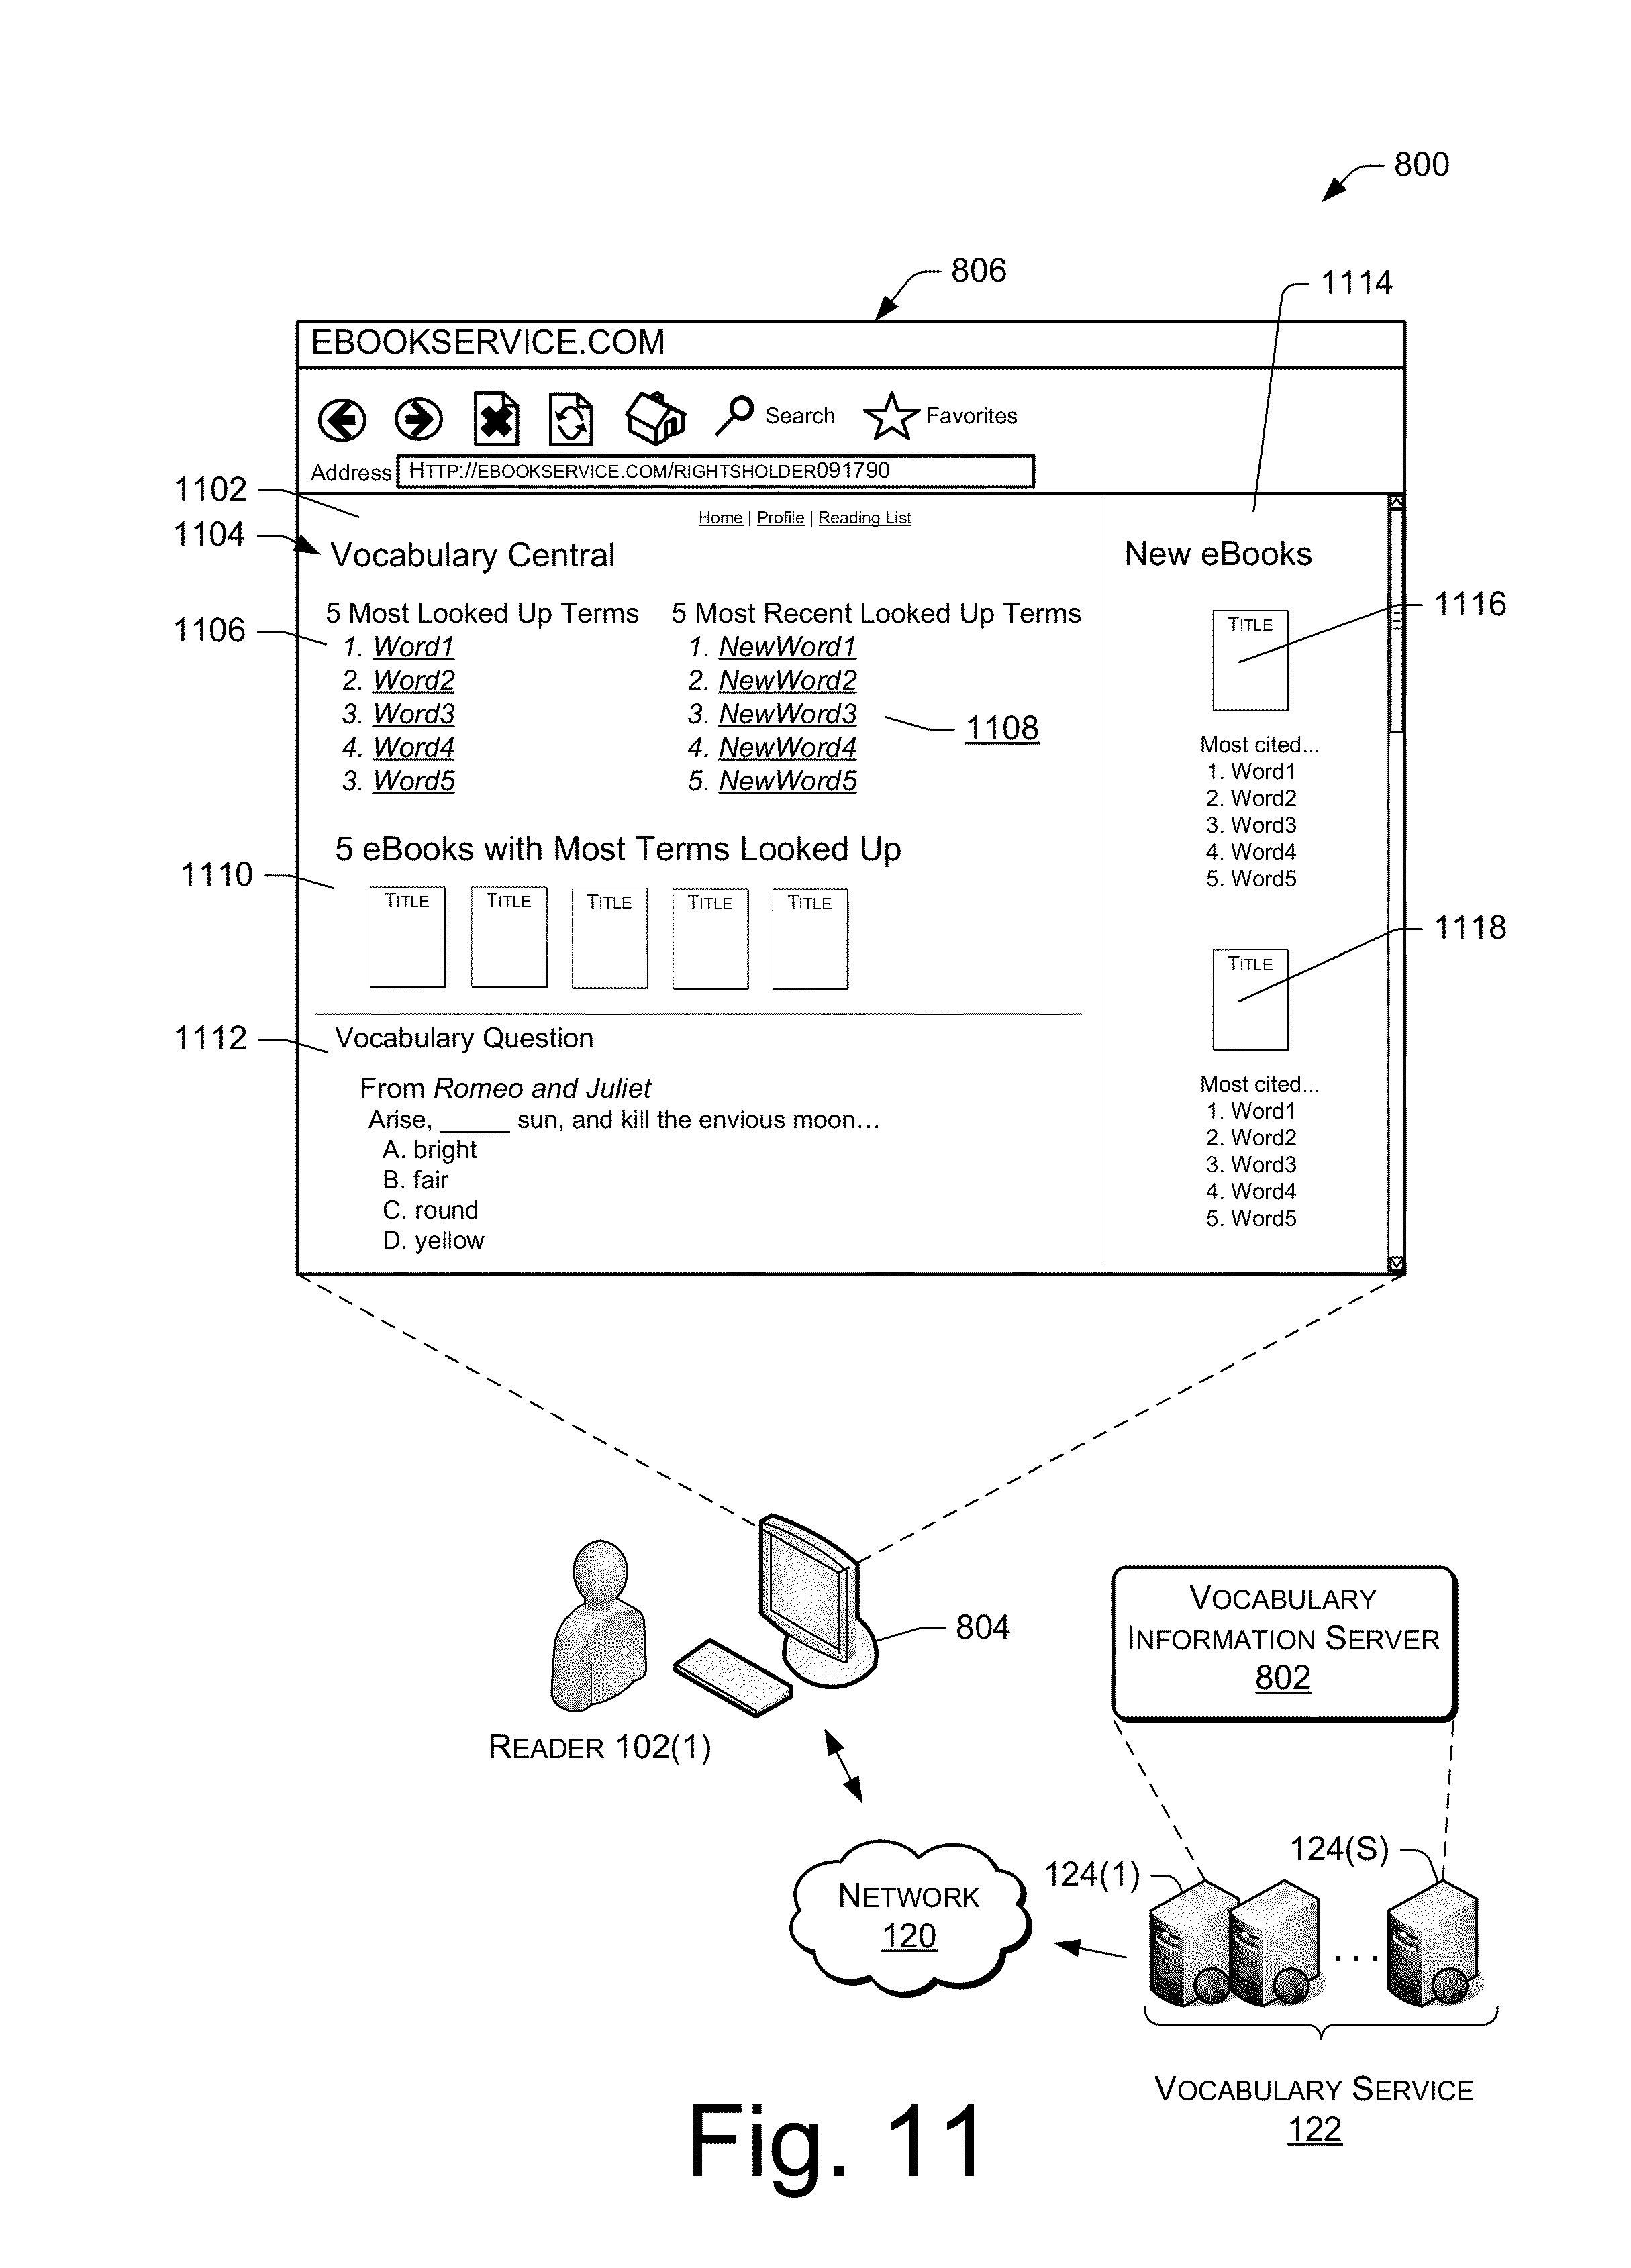 800
806
1114
EBOOKSERVICE.COM
Search
Favorites
Address
HTTP://EBOOKSERVICE.COM/RIGHTSHOLDER091790
1102
Home | Profile | Reading List
1104
Vocabulary Central
New eBooks
5 Most Looked Up Terms
1106
1. Word1
2. Word2
3. Word3
4. Word4
3. Word5
5 Most Recent Looked Up Terms
1. NewWord1
2. NewWord2
3. NewWord3
4. NewWord4
5. NewWord5
1108
TITLE
1116
Most cited...
1. Word1
2. Word2
3. Word3
4. Word4
5. Word5
5 eBooks with Most Terms Looked Up
1110
TITLE TITLE TITLE TITLE TITLE
TITLE
1118
Most cited...
1. Word1
2. Word2
3. Word3
4. Word4
5. Word5
1112
Vocabulary Question
From Romeo and Juliet
Arise, _____ sun, and kill the envious moon…
A. bright
B. fair
C. round
D. yellow
804
READER 102(1)
VOCABULARY
INFORMATION SERVER
802
NETWORK
120
124(1)
124(S)
...
VOCABULARY SERVICE
122
Fig. 11